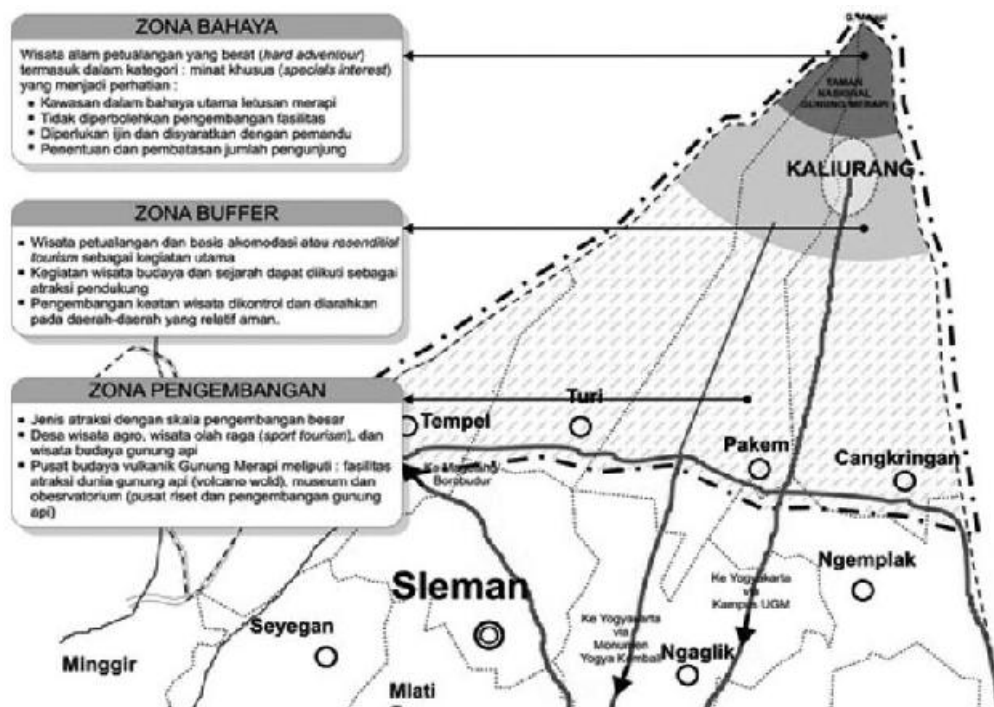 ZONA BAHAYA
Wisata alam petualangan yang berat (hard adventour)
termasuk dalam kategori : minat khusus (specials interest)
yang menjadi perhatian :
▪ Kawasan dalam bahaya utama letusan merapi
▪ Tidak diperbolehkan pengembangan fasilitas
▪ Diperlukan ijin dan disyaratkan dengan pemandu
▪ Penentuan dan pembatasan jumlah pengunjung
ZONA BUFFER
▪ Wisata petualangan dan basis akomodasi atau resenditial
tourism sebagai kegiatan utama
▪ Kegiatan wisata budaya dan sejarah dapat diikuti sebagai
atraksi pendukung
▪ Pengembangan keatan wisata dikontrol dan diarahkan
pada daerah-daerah yang relatif aman.
ZONA PENGEMBANGAN
▪ Jenis atraksi dengan skala pengembangan besar
▪ Desa wisata agro, wisata olah raga (sport tourism), dan
wisata budaya gunung api
▪ Pusat budaya vulkanik Gunung Merapi meliputi : fasilitas
atraksi dunia gunung api (volcano wold), museum dan
obesrvatorium (pusat riset dan pengembangan gunung
api)
TAMAN
NASIONAL
GUNUNG MERAPI
KALIURANG
Turi
Tempel
Pakem
Cangkringan
Borobudur
Sleman
Ngemplak
Ke Yogyakarta
via
Kampus UGM
Seyegan
Ke Yogyakarta
via
Monumen
Yogya Kembali
Ngaglik
Minggir
Mlati